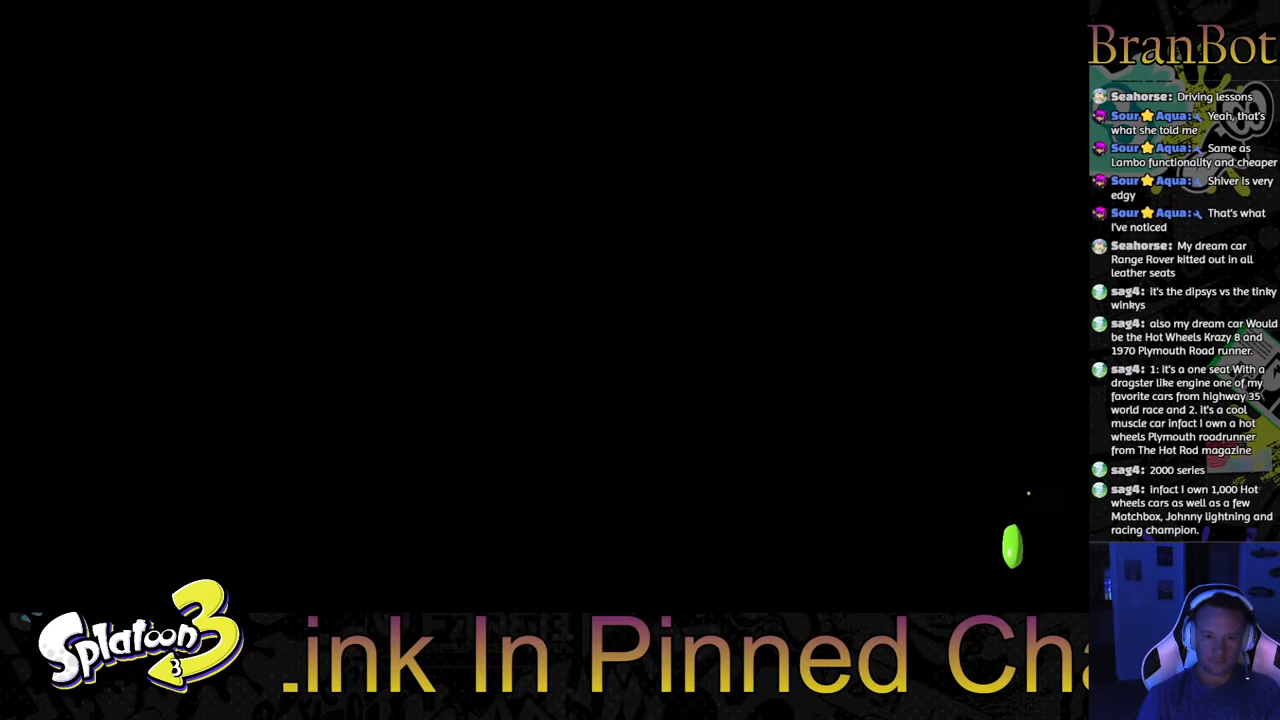 BranBot
Seahorse: Driving lessons
Sour⭐Aqua: Yeah, that's
what she told me
Sour⭐Aqua: Same as
Lambo functionality and cheaper
Sour⭐Aqua: Shiver is very
edgy
Sour⭐Aqua: That's what
I've noticed
Seahorse: My dream car
Range Rover kitted out in all
leather seats
sag4: it's the dipsys vs the tinky
winkys
sag4: also my dream car Would
be the Hot Wheels Krazy 8 and
1970 Plymouth Road runner.
sag4: 1: it's a one seat With a
dragster like engine one of my
favorite cars from highway 35
world race and 2. it's a cool
muscle car infact I own a hot
wheels Plymouth roadrunner
from The Hot Rod magazine
sag4: 2000 series
sag4: infact I own 1,000 Hot
wheels cars as well as a few
Matchbox, Johnny lightning and
racing champion.
Splatoon 3
3
ink In Pinned Cha